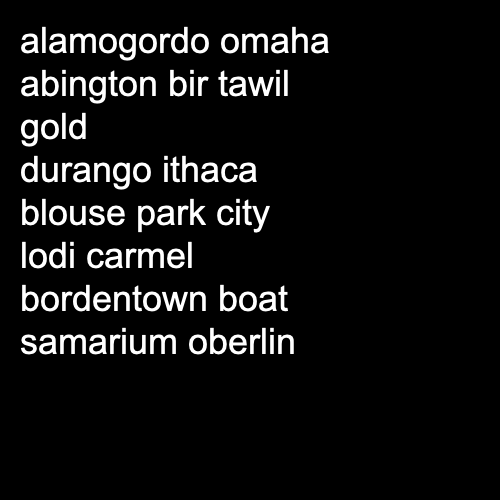 alamogordo omaha
abington bir tawil
gold
durango ithaca
blouse park city
lodi carmel
bordentown boat
samarium oberlin